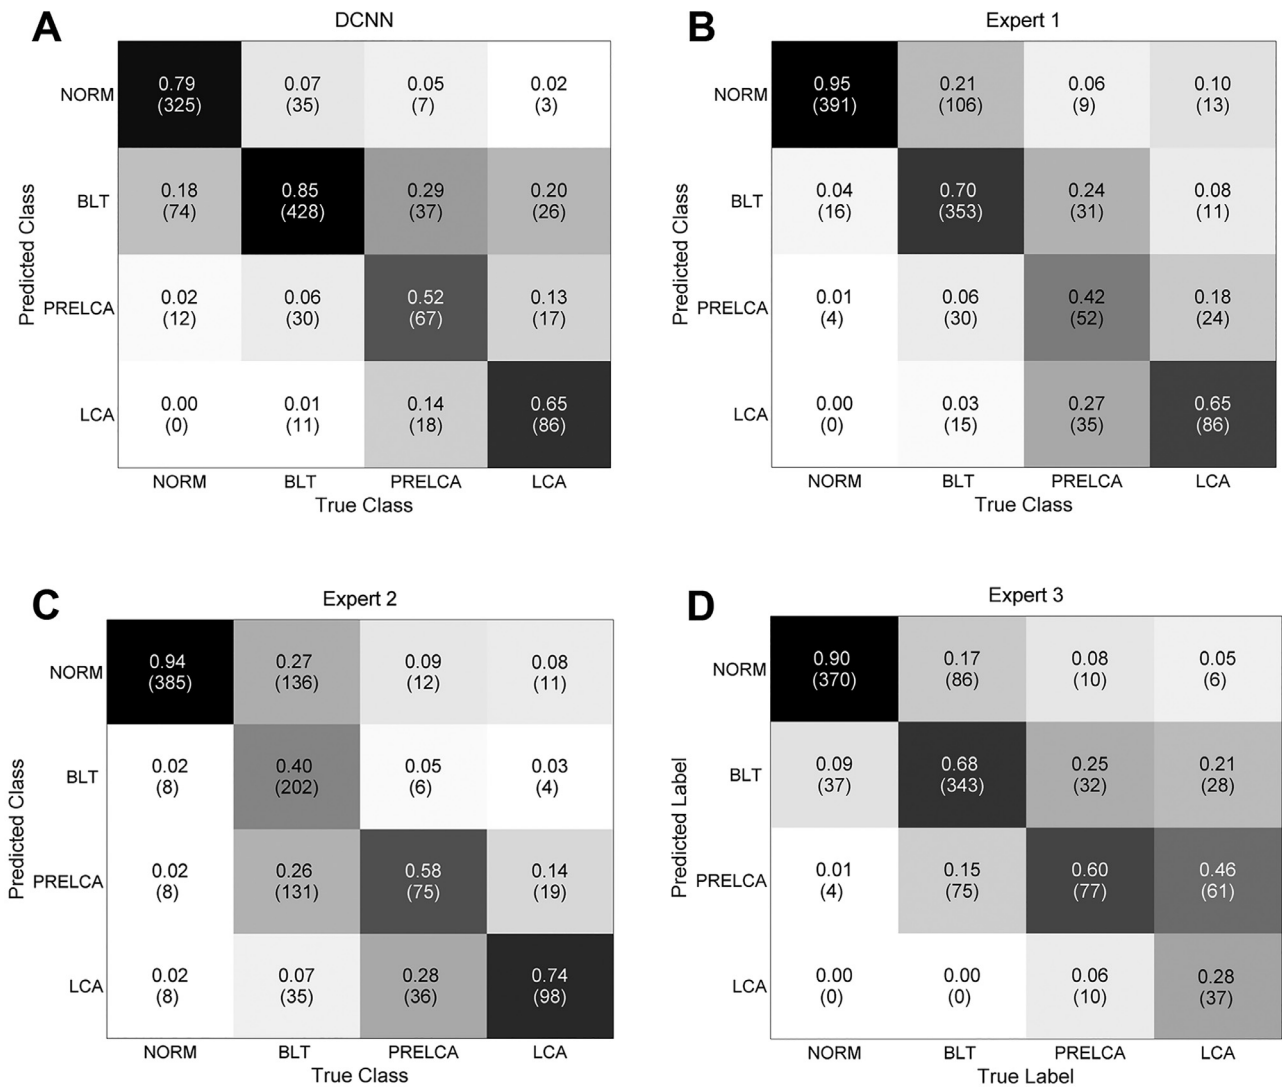 A
DCNN
Predicted Class
NORM
0.79
(325)
0.07
(35)
0.05
(7)
0.02
(3)
BLT
0.18
(74)
0.85
(428)
0.29
(37)
0.20
(26)
PRELCA
0.02
(12)
0.06
(30)
0.52
(67)
0.13
(17)
LCA
0.00
(0)
0.01
(11)
0.14
(18)
0.65
(86)
NORM
BLT
PRELCA
LCA
True Class
B
Expert 1
Predicted Class
NORM
0.95
(391)
0.21
(106)
0.06
(9)
0.10
(13)
BLT
0.04
(16)
0.70
(353)
0.24
(31)
0.08
(11)
PRELCA
0.01
(4)
0.06
(30)
0.42
(52)
0.18
(24)
LCA
0.00
(0)
0.03
(15)
0.27
(35)
0.65
(86)
NORM
BLT
PRELCA
LCA
True Class
C
Expert 2
Predicted Class
NORM
0.94
(385)
0.27
(136)
0.09
(12)
0.08
(11)
BLT
0.02
(8)
0.40
(202)
0.05
(6)
0.03
(4)
PRELCA
0.02
(8)
0.26
(131)
0.58
(75)
0.14
(19)
LCA
0.02
(8)
0.07
(35)
0.28
(36)
0.74
(98)
NORM
BLT
PRELCA
LCA
True Class
D
Expert 3
Predicted Label
NORM
0.90
(370)
0.17
(86)
0.08
(10)
0.05
(6)
BLT
0.09
(37)
0.68
(343)
0.25
(32)
0.21
(28)
PRELCA
0.01
(4)
0.15
(75)
0.60
(77)
0.46
(61)
LCA
0.00
(0)
0.00
(0)
0.06
(10)
0.28
(37)
NORM
BLT
PRELCA
LCA
True Label